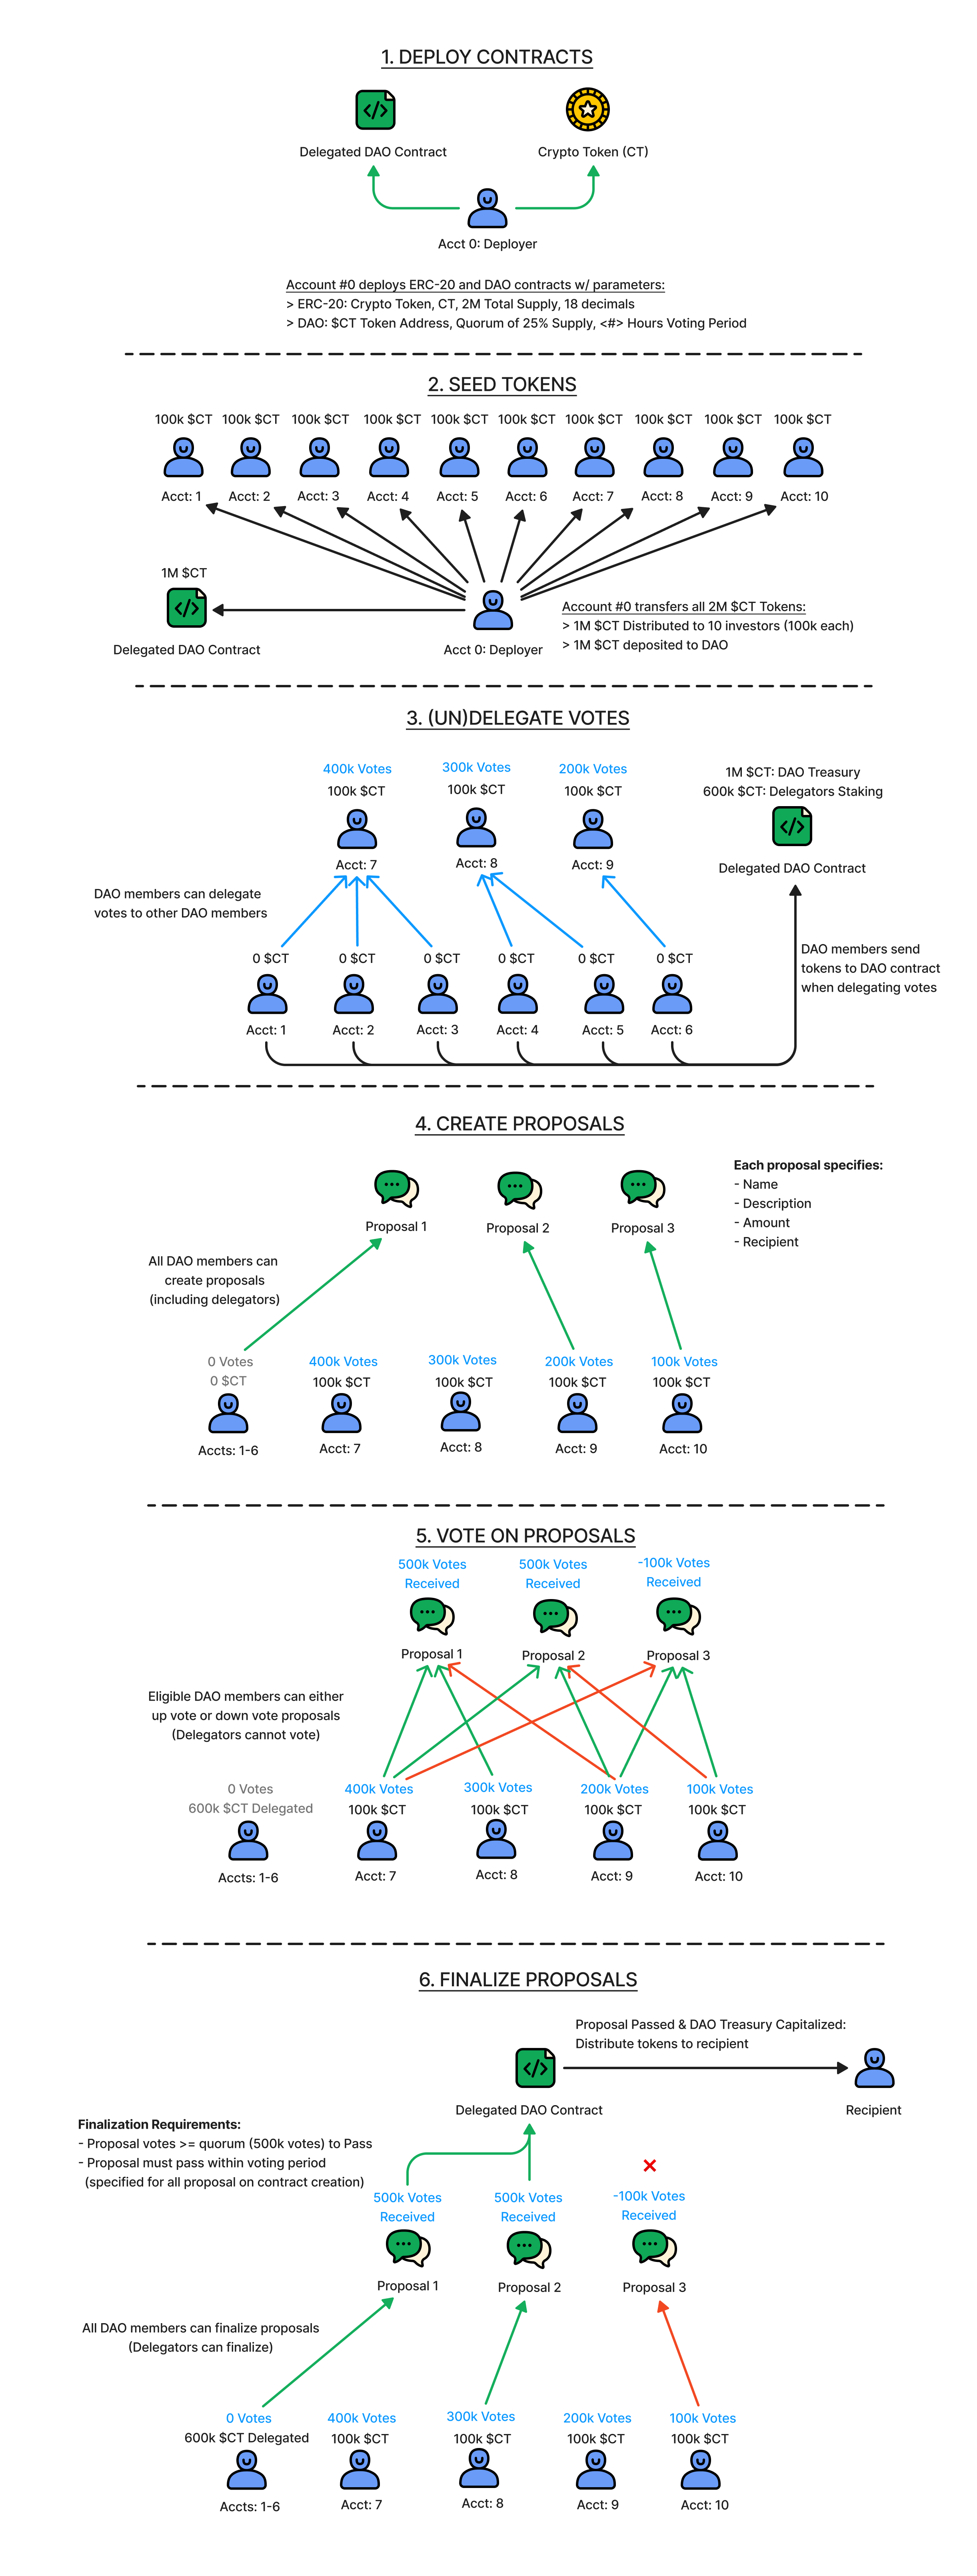 1. DEPLOY CONTRACTS
Delegated DAO Contract
Crypto Token (CT)
Acct 0: Deployer
Account #0 deploys ERC-20 and DAO contracts w/ parameters:
> ERC-20: Crypto Token, CT, 2M Total Supply, 18 decimals
> DAO: $CT Token Address, Quorum of 25% Supply, <#> Hours Voting Period
2. SEED TOKENS
100k $CT 100k $CT 100k $CT 100k $CT 100k $CT 100k $CT 100k $CT 100k $CT 100k $CT 100k $CT
Acct: 1 Acct: 2 Acct: 3 Acct: 4 Acct: 5 Acct: 6 Acct: 7 Acct: 8 Acct: 9 Acct: 10
1M $CT
Delegated DAO Contract
Acct 0: Deployer
Account #0 transfers all 2M $CT Tokens:
> 1M $CT Distributed to 10 investors (100k each)
> 1M $CT deposited to DAO
3. (UN)DELEGATE VOTES
400k Votes 300k Votes 200k Votes
100k $CT 100k $CT 100k $CT
Acct: 7 Acct: 8 Acct: 9
1M $CT: DAO Treasury
600k $CT: Delegators Staking
Delegated DAO Contract
DAO members can delegate
votes to other DAO members
0 $CT 0 $CT 0 $CT 0 $CT 0 $CT 0 $CT
Acct: 1 Acct: 2 Acct: 3 Acct: 4 Acct: 5 Acct: 6
DAO members send
tokens to DAO contract
when delegating votes
4. CREATE PROPOSALS
Proposal 1 Proposal 2 Proposal 3
Each proposal specifies:
- Name
- Description
- Amount
- Recipient
All DAO members can
create proposals
(including delegators)
0 Votes 400k Votes 300k Votes 200k Votes 100k Votes
0 $CT 100k $CT 100k $CT 100k $CT 100k $CT
Accts: 1-6 Acct: 7 Acct: 8 Acct: 9 Acct: 10
5. VOTE ON PROPOSALS
500k Votes 500k Votes -100k Votes
Received Received Received
Proposal 1 Proposal 2 Proposal 3
Eligible DAO members can either
up vote or down vote proposals
(Delegators cannot vote)
0 Votes 400k Votes 300k Votes 200k Votes 100k Votes
600k $CT Delegated 100k $CT 100k $CT 100k $CT 100k $CT
Accts: 1-6 Acct: 7 Acct: 8 Acct: 9 Acct: 10
6. FINALIZE PROPOSALS
Proposal Passed & DAO Treasury Capitalized:
Distribute tokens to recipient
Delegated DAO Contract
Recipient
Finalization Requirements:
- Proposal votes >= quorum (500k votes) to Pass
- Proposal must pass within voting period
(specified for all proposal on contract creation)
500k Votes 500k Votes -100k Votes
Received Received Received
Proposal 1 Proposal 2 Proposal 3
All DAO members can finalize proposals
(Delegators can finalize)
0 Votes 400k Votes 300k Votes 200k Votes 100k Votes
600k $CT Delegated 100k $CT 100k $CT 100k $CT 100k $CT
Accts: 1-6 Acct: 7 Acct: 8 Acct: 9 Acct: 10